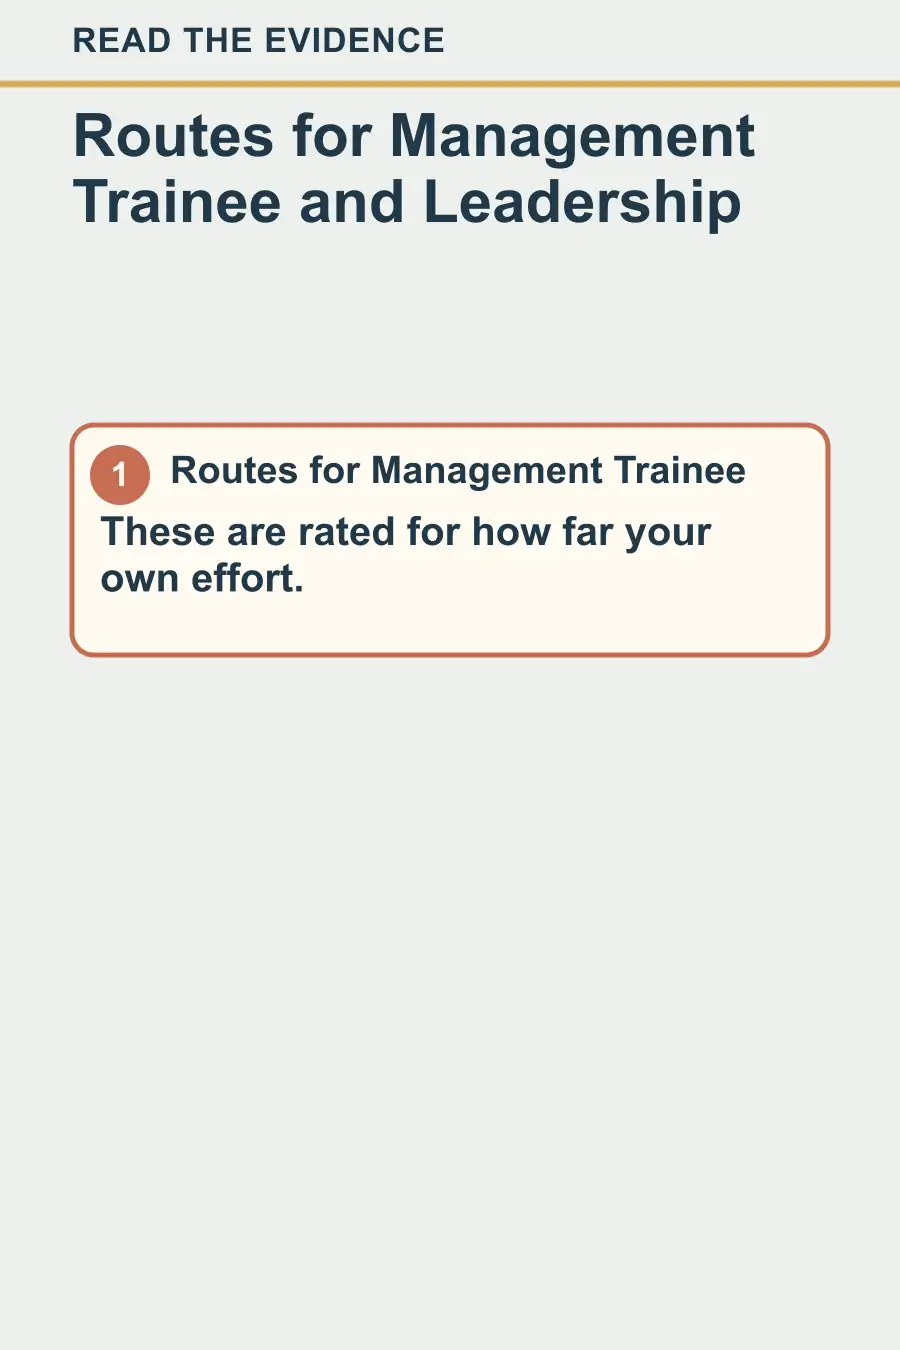 READ THE EVIDENCE
Routes for Management
Trainee and Leadership
1 Routes for Management Trainee
These are rated for how far your
own effort.